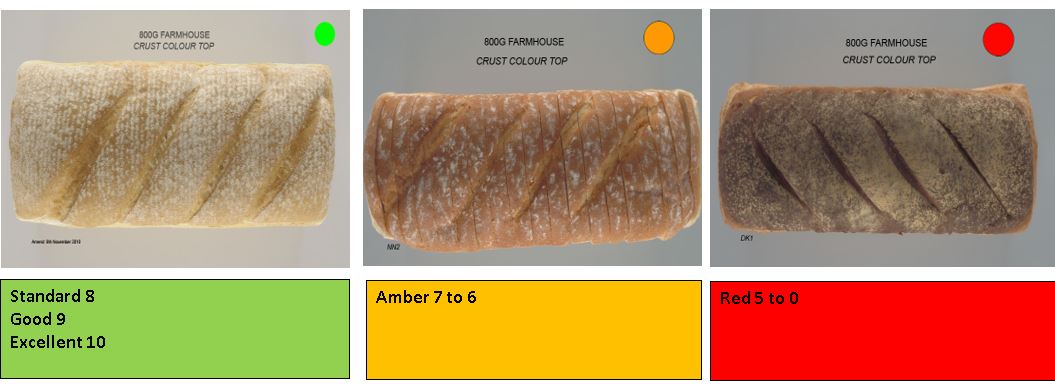 800G FARMHOUSE
CRUST COLOUR TOP
Amend 8th November 2010
Standard 8
Good 9
Excellent 10
800G FARMHOUSE
CRUST COLOUR TOP
NN2
Amber 7 to 6
800G FARMHOUSE
CRUST COLOUR TOP
DK1
Red 5 to 0